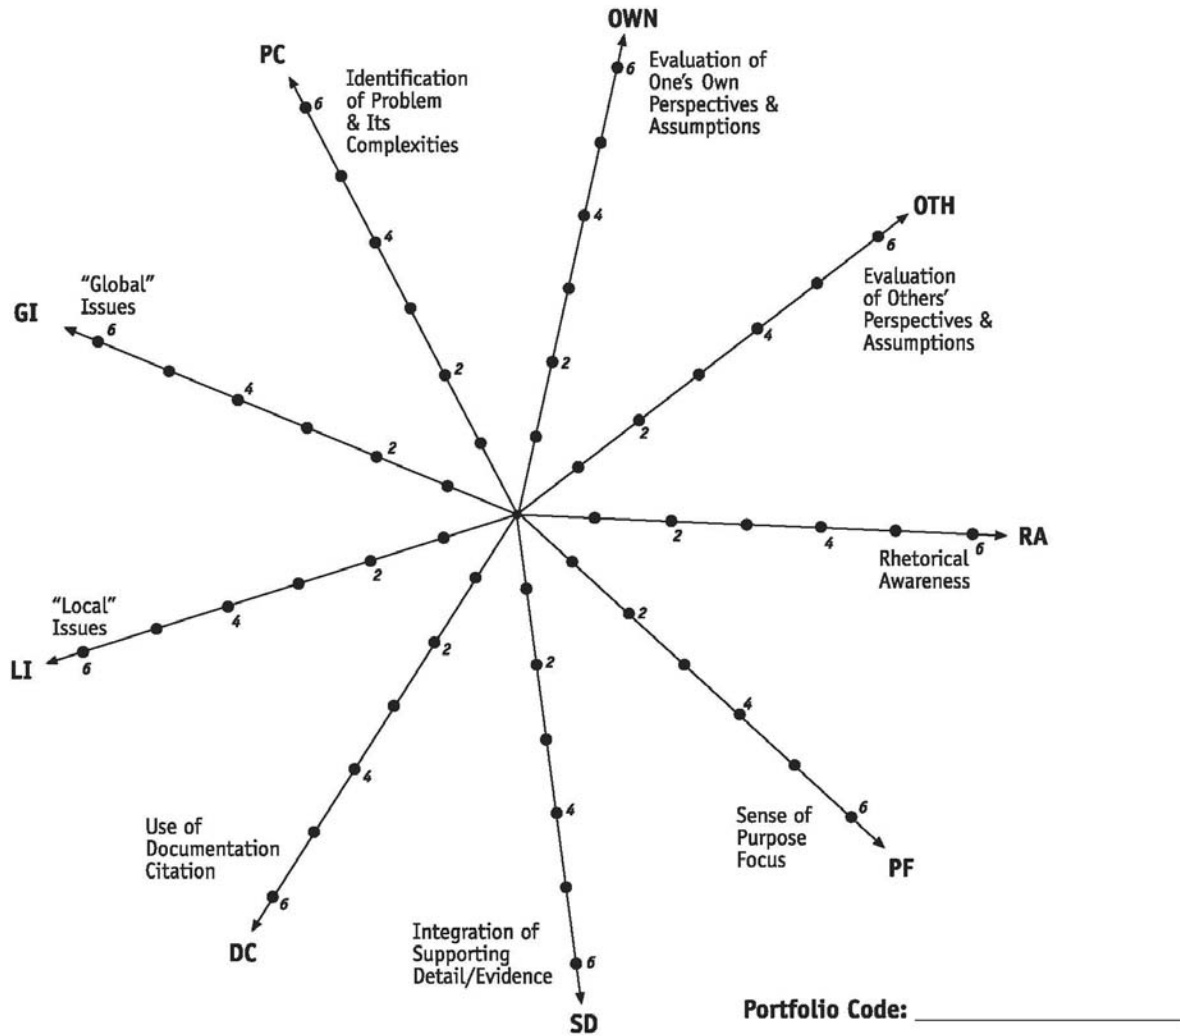 OWN
6
Evaluation of
One's Own
Perspectives &
Assumptions
4
2
PC
6
Identification
of Problem
& Its
Complexities
4
2
OTH
6
Evaluation
of Others'
Perspectives &
Assumptions
4
2
GI
"Global"
Issues
6
4
2
RA
2
4
6
Rhetorical
Awareness
LI
"Local"
Issues
6
4
2
PF
2
4
6
Sense of
Purpose
Focus
DC
2
4
6
Use of
Documentation
Citation
SD
2
4
6
Integration of
Supporting
Detail/Evidence
Portfolio Code: